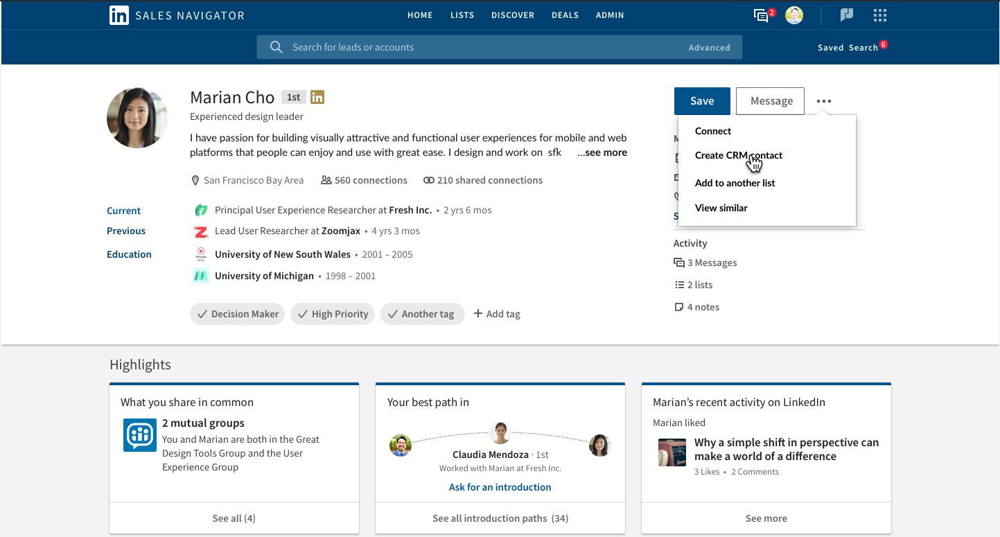 in SALES NAVIGATOR
HOME LISTS DISCOVER DEALS ADMIN
2
Search for leads or accounts
Advanced
Saved Search 6
Marian Cho 1st in
Experienced design leader
I have passion for building visually attractive and functional user experiences for mobile and web
platforms that people can enjoy and use with great ease. I design and work on sfk ...see more
San Francisco Bay Area 560 connections 210 shared connections
Current Principal User Experience Researcher at Fresh Inc. • 2 yrs 6 mos
Previous Lead User Researcher at Zoomjax • 4 yrs 3 mos
Education University of New South Wales • 2001 – 2005
University of Michigan • 1998 – 2001
Decision Maker High Priority Another tag + Add tag
Save Message
Connect
Create CRM contact
Add to another list
View similar
Activity
3 Messages
2 lists
4 notes
Highlights
What you share in common
2 mutual groups
You and Marian are both in the Great
Design Tools Group and the User
Experience Group
See all (4)
Your best path in
Claudia Mendoza · 1st
Worked with Marian at Fresh Inc.
Ask for an introduction
See all introduction paths (34)
Marian’s recent activity on LinkedIn
Marian liked
Why a simple shift in perspective can
make a world of a difference
3 Likes • 2 Comments
See more